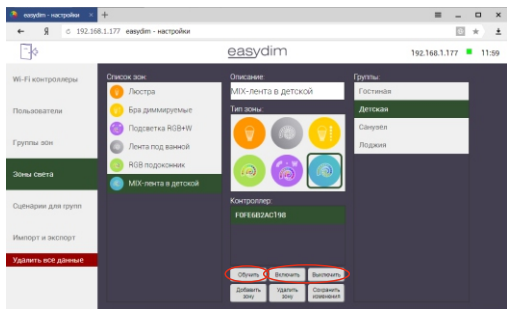 easydim - настройки
Я 192.168.1.177 easydim - настройки
easydim
192.168.1.177 11:59
Wi-Fi контроллеры
Пользователи
Группы зон
Зоны света
Сценарии для групп
Импорт и экспорт
Удалить все данные
Список зон:
Люстра
Бра диммируемые
Подсветка RGB+W
Лента под ванной
RGB подоконник
MIX-лента в детской
Описание
MIX-лента в детской
Тип зоны:
Контроллер:
F0FE6B2AC198
Обучить Включить Выключить
Добавить зону
Удалить зону
Сохранить изменения
Группы:
Гостиная
Детская
Санузел
Лоджия